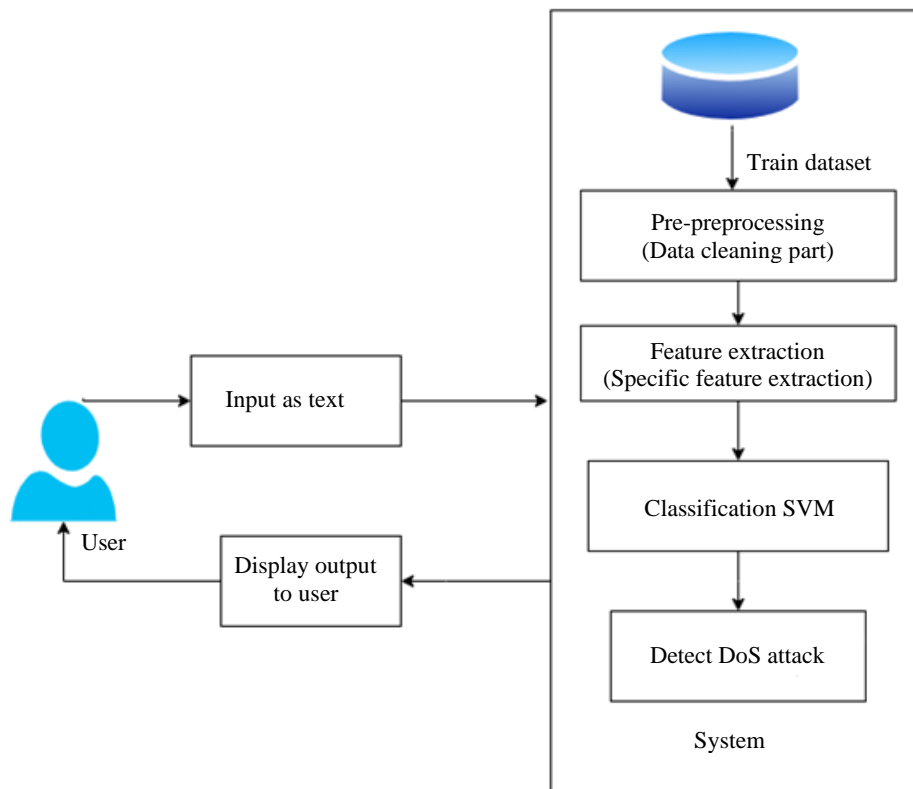 Train dataset
Pre-preprocessing
(Data cleaning part)
Feature extraction
(Specific feature extraction)
Input as text
Classification SVM
User
Display output
to user
Detect DoS attack
System